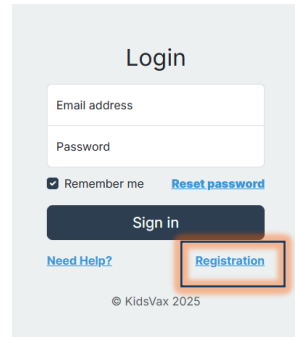 Login
Email address
Password
Remember me Reset password
Sign in
Need Help? Registration
© KidsVax 2025